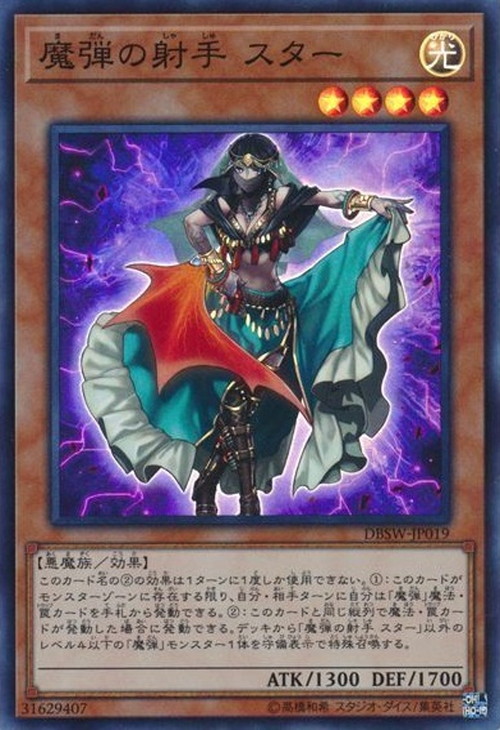 魔弾の射手 スター
光
DBSW-JP019
【悪魔族/効果】
このカード名の②の効果は1ターンに1度しか使用できない。①:このカードが
モンスターゾーンに存在する限り、自分・相手ターンに自分は「魔弾」魔法・
罠カードを手札から発動できる。②:このカードと同じ縦列で魔法・罠カー
ドが発動した場合に発動できる。デッキから「魔弾の射手 スター」以外の
レベル4以下の「魔弾」モンスター1体を守備表示で特殊召喚する。
ATK/1300 DEF/1700
31629407
©高橋和希 スタジオ・ダイス/集英社